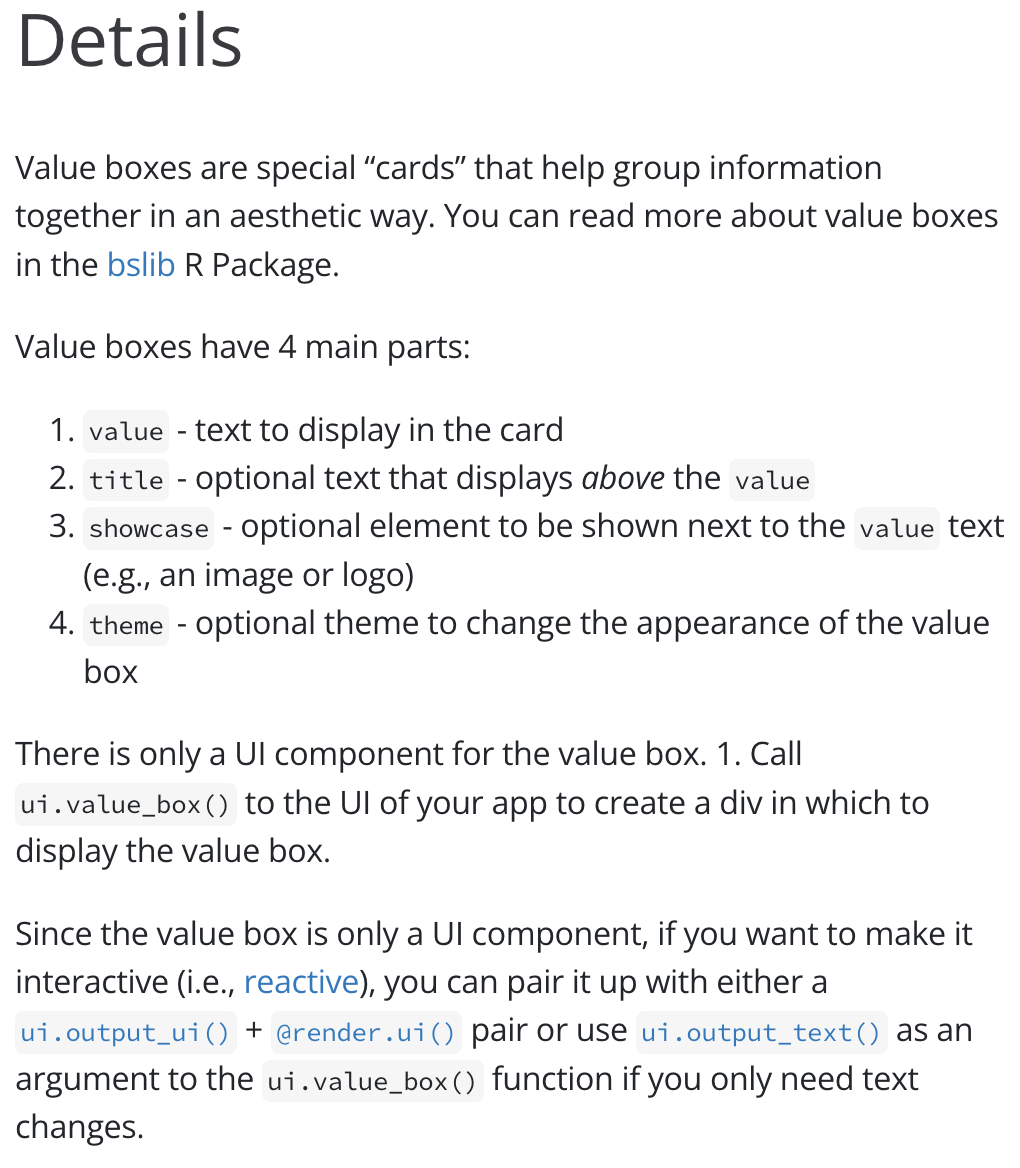 Details
Value boxes are special “cards” that help group information
together in an aesthetic way. You can read more about value boxes
in the bslib R Package.
Value boxes have 4 main parts:
1. value - text to display in the card
2. title - optional text that displays above the value
3. showcase - optional element to be shown next to the value text
(e.g., an image or logo)
4. theme - optional theme to change the appearance of the value
box
There is only a UI component for the value box. 1. Call
ui.value_box() to the UI of your app to create a div in which to
display the value box.
Since the value box is only a UI component, if you want to make it
interactive (i.e., reactive), you can pair it up with either a
ui.output_ui() + @render.ui() pair or use ui.output_text() as an
argument to the ui.value_box() function if you only need text
changes.